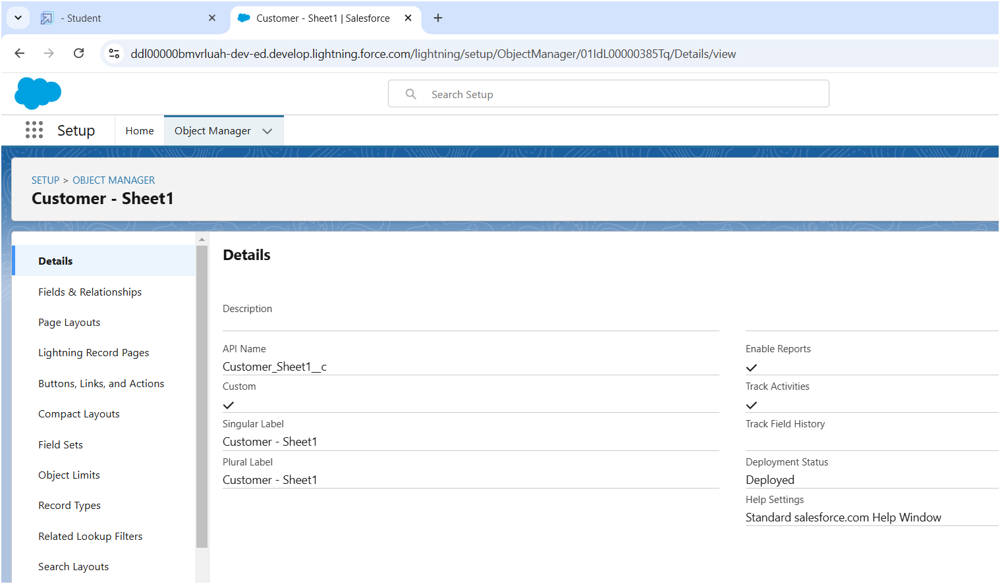 - Student
Customer - Sheet1 | Salesforce
ddl00000bmvrluah-dev-ed.develop.lightning.force.com/lightning/setup/ObjectManager/01IdL00000385Tq/Details/view
Search Setup
Setup
Home
Object Manager
SETUP > OBJECT MANAGER
Customer - Sheet1
Details
Fields & Relationships
Page Layouts
Lightning Record Pages
Buttons, Links, and Actions
Compact Layouts
Field Sets
Object Limits
Record Types
Related Lookup Filters
Search Layouts
Details
Description
API Name
Customer_Sheet1__c
Custom
Singular Label
Customer - Sheet1
Plural Label
Customer - Sheet1
Enable Reports
Track Activities
Track Field History
Deployment Status
Deployed
Help Settings
Standard salesforce.com Help Window